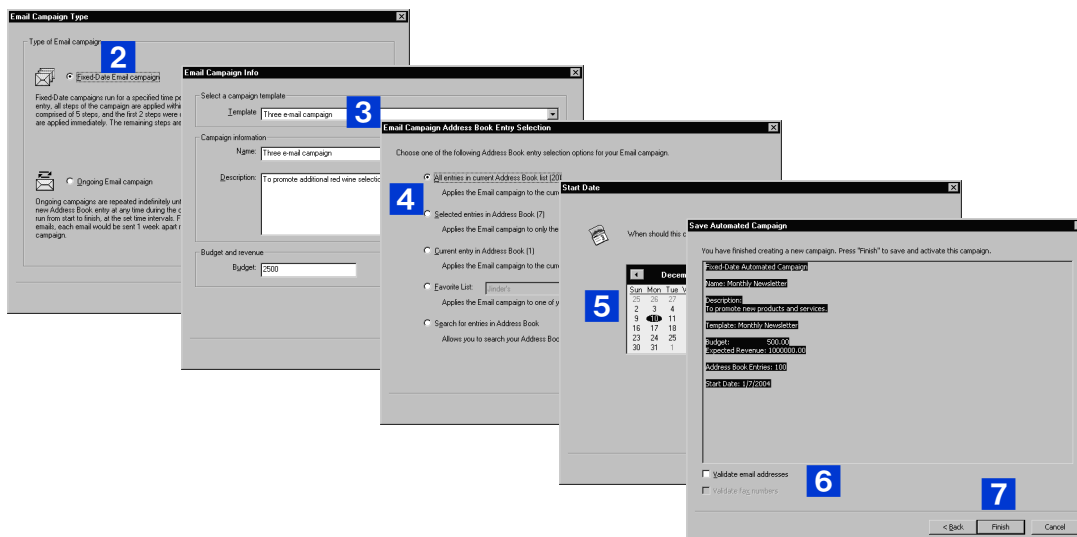 Email Campaign Type
Type of Email campaign
2
Fixed-Date Email campaign
Fixed-Date campaigns run for a specified time
entry, all steps of the campaign are applied
comprised of 5 steps, and the first 2 steps were
are applied immediately. The remaining steps are
Ongoing Email campaign
Ongoing campaigns are repeated indefinitely
new Address Book entry at any time during the
run from start to finish, at the set time intervals. F
emails, each email would be sent 1 week apart
campaign.
Email Campaign Info
Select a campaign template
Template
Three e-mail campaign
3
Campaign information
Name:
Three e-mail campaign
Description:
To promote additional red wine
Budget and revenue
Budget:
2500
Email Campaign Address Book Entry Selection
Choose one of the following Address Book entry selection options for your Email campaign.
All entries in current Address Book list
Applies the Email campaign to the
4
Selected entries in Address Book (7)
Applies the Email campaign to only the
Current entry in Address Book (1)
Applies the Email campaign to the
Favorite List:
Jinder's
Applies the Email campaign to one of
Search for entries in Address Book
Allows you to search your Address
Start Date
When should this
5
Sun Mon Tue
25 26 27
2 3 4
9 10 11
16 17 18
23 24 25
30 31 1
Save Automated Campaign
You have finished creating a new campaign. Press "Finish" to save and activate this campaign.
Fixed-Date Automated Campaign
Name: Monthly Newsletter
Description:
To promote new products and services.
Template: Monthly Newsletter
Budget: 500.00
Expected Revenue: 1000000.00
Address Book Entries: 100
Start Date: 1/7/2004
Validate email addresses
Validate fax numbers
6
7
< Back Finish Cancel